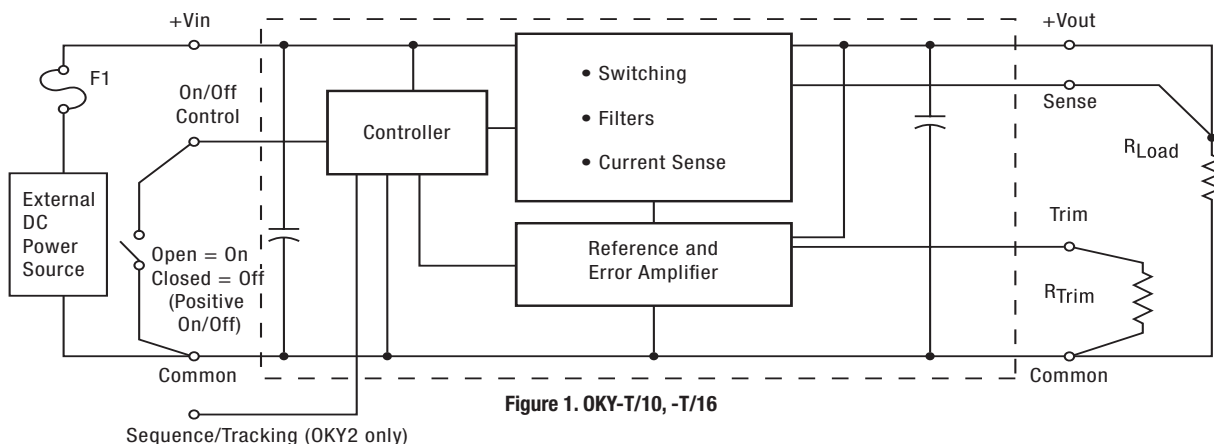 +Vin
+Vout
F1
On/Off
Control
• Switching
• Filters
• Current Sense
Sense
Controller
RLoad
External
DC
Power
Source
Open = On
Closed = Off
(Positive
On/Off)
Reference and
Error Amplifier
Trim
RTrim
Common
Common
Figure 1. OKY-T/10, -T/16
Sequence/Tracking (OKY2 only)